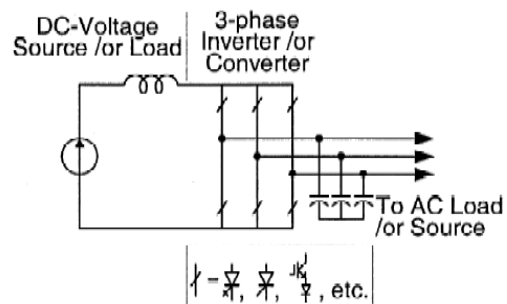 DC-Voltage
Source /or Load
3-phase
Inverter /or
Converter
To AC Load
/or Source
, etc.